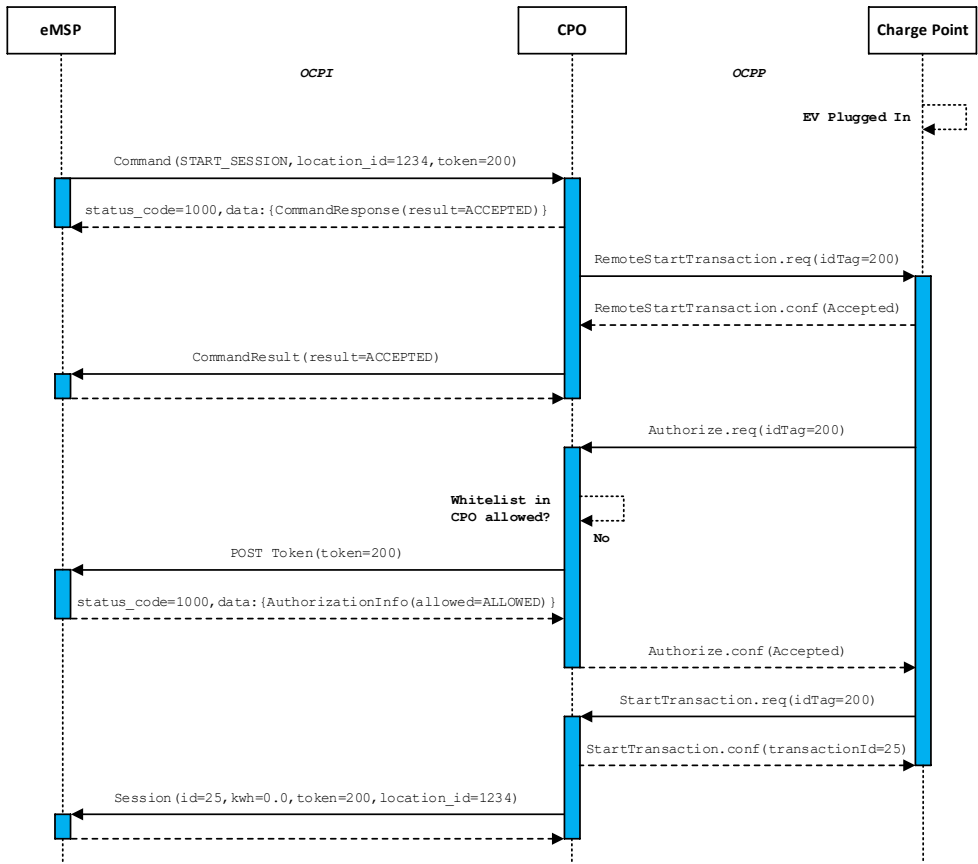 eMSP
CPO
Charge Point
OCPI
OCPP
EV Plugged In
Command(START_SESSION,location_id=1234,token=200)
status_code=1000,data:{CommandResponse(result=ACCEPTED)}
RemoteStartTransaction.req(idTag=200)
RemoteStartTransaction.conf(Accepted)
CommandResult(result=ACCEPTED)
Authorize.req(idTag=200)
Whitelist in
CPO allowed?
No
POST Token(token=200)
status_code=1000,data:{AuthorizationInfo(allowed=ALLOWED)}
Authorize.conf(Accepted)
StartTransaction.req(idTag=200)
StartTransaction.conf(transactionId=25)
Session(id=25,kwh=0.0,token=200,location_id=1234)